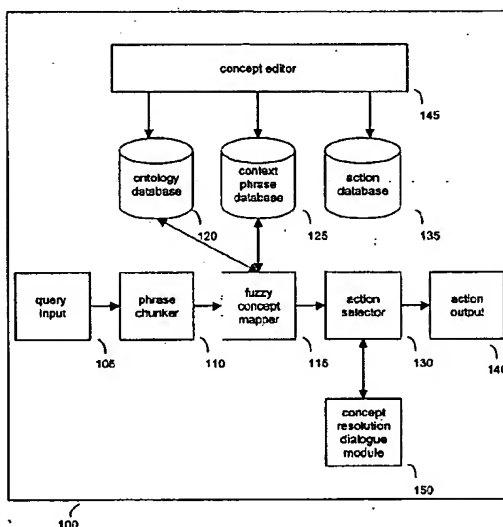 concept editor
145
ontology
database
context
phrase
database
action
database
120
125
135
query
input
phrase
chunker
fuzzy
concept
mapper
action
selector
action
output
105
110
115
130
140
concept
resolution
dialogue
module
150
100